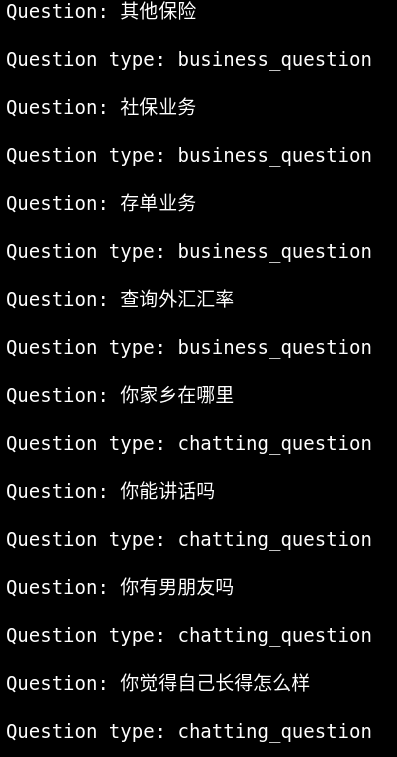 Question: 其他保险
Question type: business_question
Question: 社保业务
Question type: business_question
Question: 存单业务
Question type: business_question
Question: 查询外汇汇率
Question type: business_question
Question: 你家乡在哪里
Question type: chatting_question
Question: 你能讲话吗
Question type: chatting_question
Question: 你有男朋友吗
Question type: chatting_question
Question: 你觉得自己长得怎么样
Question type: chatting_question